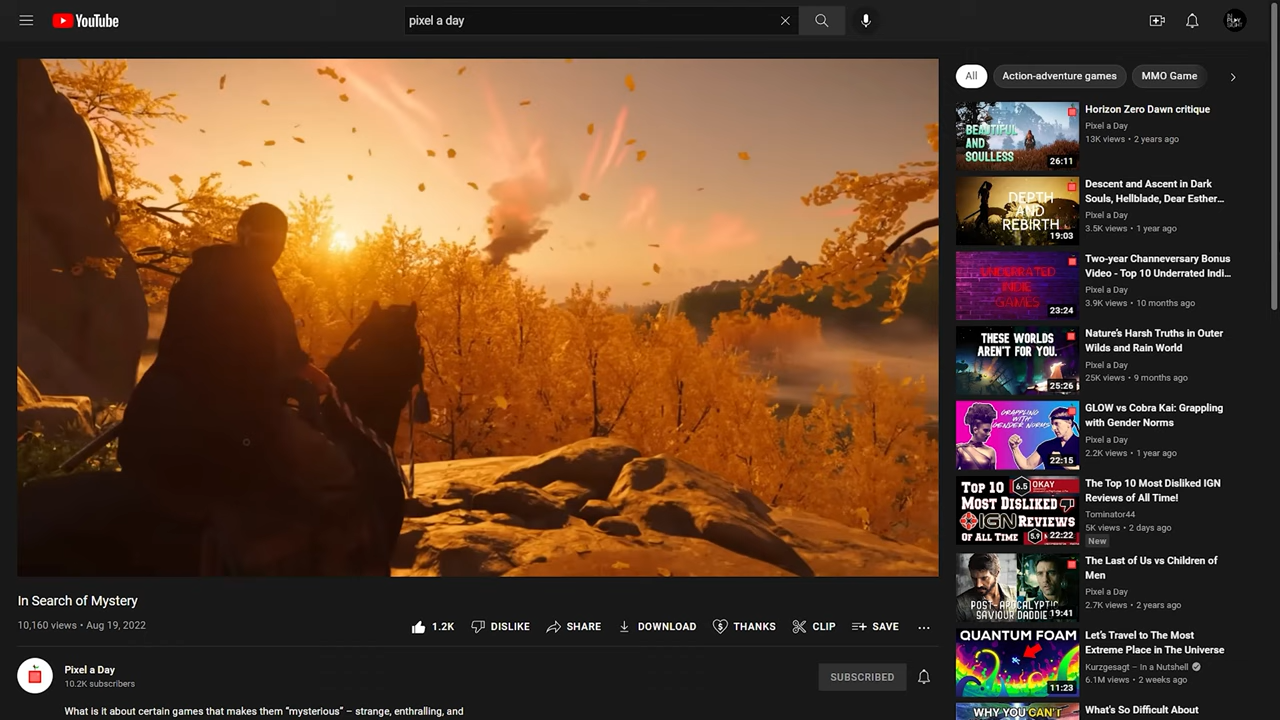 YouTube
pixel a day
IN
PLAY
SIGHT
All
Action-adventure games
MMO Game
BEAUTIFUL
AND
SOULLESS
26:11
Horizon Zero Dawn critique
Pixel a Day
13K views • 2 years ago
DEPTH
AND
REBIRTH
19:03
Descent and Ascent in Dark
Souls, Hellblade, Dear Esther...
Pixel a Day
3.5K views • 1 year ago
UNDERRATED
INDIE
GAMES
23:24
Two-year Channeversary Bonus
Video - Top 10 Underrated Indi...
Pixel a Day
3.9K views • 10 months ago
THESE WORLDS
AREN'T FOR YOU.
25:26
Nature's Harsh Truths in Outer
Wilds and Rain World
Pixel a Day
25K views • 9 months ago
GRAPPLING
WITH
GENDER NORMS
22:15
GLOW vs Cobra Kai: Grappling
with Gender Norms
Pixel a Day
2.2K views • 1 year ago
TOP 10
6.5 OKAY
MOST DISLIKED
IGN REVIEWS
OF ALL TIME!
5.9
22:22
The Top 10 Most Disliked IGN
Reviews of All Time!
Tominator44
5K views • 2 days ago
New
POST-APOCALYPTIC
SAVIOUR DADDIE
19:41
The Last of Us vs Children of
Men
Pixel a Day
2.7K views • 2 years ago
QUANTUM FOAM
11:23
Let's Travel to The Most
Extreme Place in The Universe
Kurzgesagt – In a Nutshell
6.1M views • 2 weeks ago
WHY YOU CAN'T
What's So Difficult About
In Search of Mystery
10,160 views • Aug 19, 2022
1.2K
DISLIKE
SHARE
DOWNLOAD
THANKS
CLIP
SAVE
Pixel a Day
10.2K subscribers
SUBSCRIBED
What is it about certain games that makes them “mysterious” – strange, enthralling, and